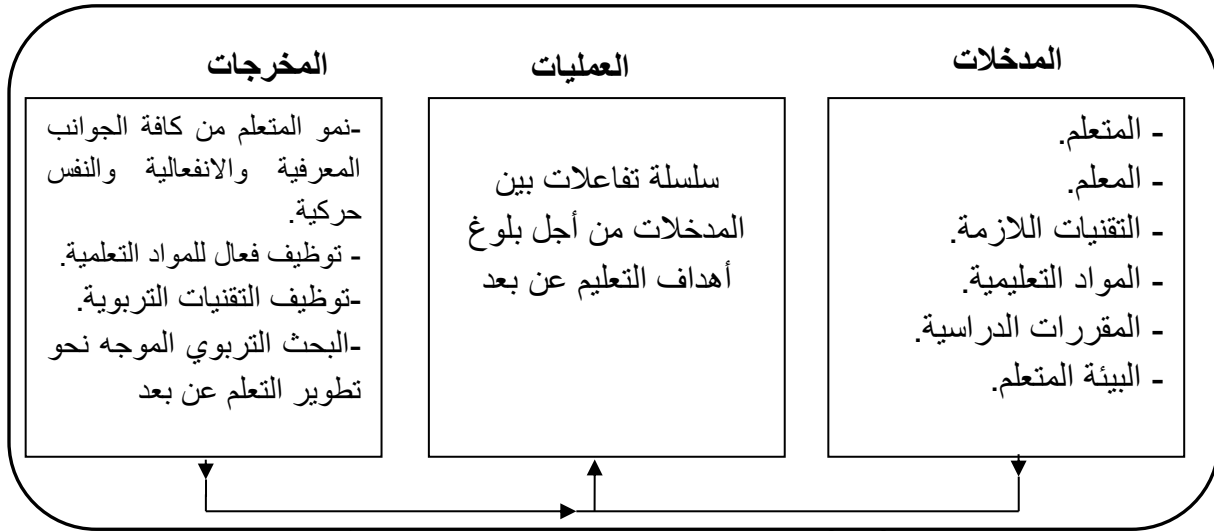 المدخلات
- المتعلم.
- المعلم.
- التقنيات اللازمة.
- المواد التعليمية.
- المقررات الدراسية.
- البيئة المتعلم.
العمليات
سلسلة تفاعلات بين
المدخلات من أجل بلوغ
أهداف التعليم عن بعد
المخرجات
-نمو المتعلم من كافة الجوانب
المعرفية والانفعالية والنفس
حركية.
- توظيف فعال للمواد التعلمية.
-توظيف التقنيات التربوية.
-البحث التربوي الموجه نحو
تطوير التعلم عن بعد